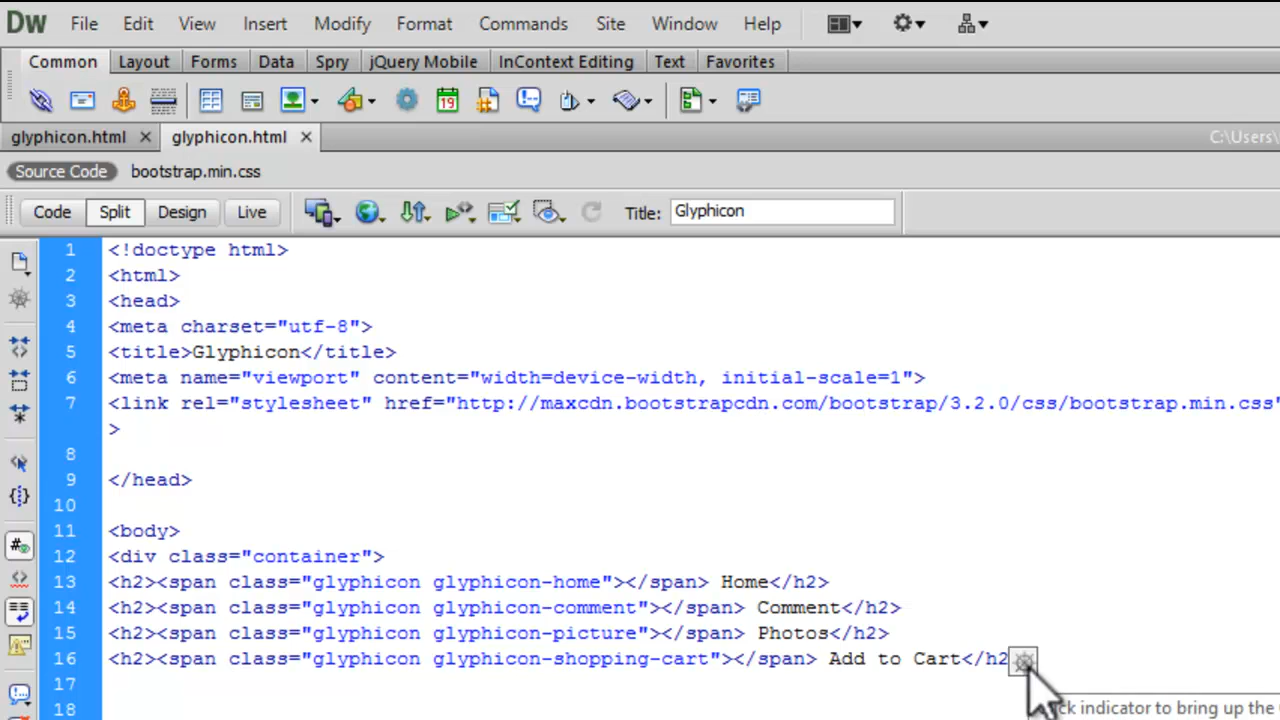 Dw File Edit View Insert Modify Format Commands Site Window Help
Common Layout Forms Data Spry jQuery Mobile InContext Editing Text Favorites
19
glyphicon.html glyphicon.html C:\Users\
Source Code bootstrap.min.css
Code Split Design Live Title: Glyphicon
1 <!doctype html>
2 <html>
3 <head>
4 <meta charset="utf-8">
5 <title>Glyphicon</title>
6 <meta name="viewport" content="width=device-width, initial-scale=1">
7 <link rel="stylesheet" href="http://maxcdn.bootstrapcdn.com/bootstrap/3.2.0/css/bootstrap.min.css"
>
8
9 </head>
10
11 <body>
12 <div class="container">
13 <h2><span class="glyphicon glyphicon-home"></span> Home</h2>
14 <h2><span class="glyphicon glyphicon-comment"></span> Comment</h2>
15 <h2><span class="glyphicon glyphicon-picture"></span> Photos</h2>
16 <h2><span class="glyphicon glyphicon-shopping-cart"></span> Add to Cart</h2
17
18
indicator to bring up the